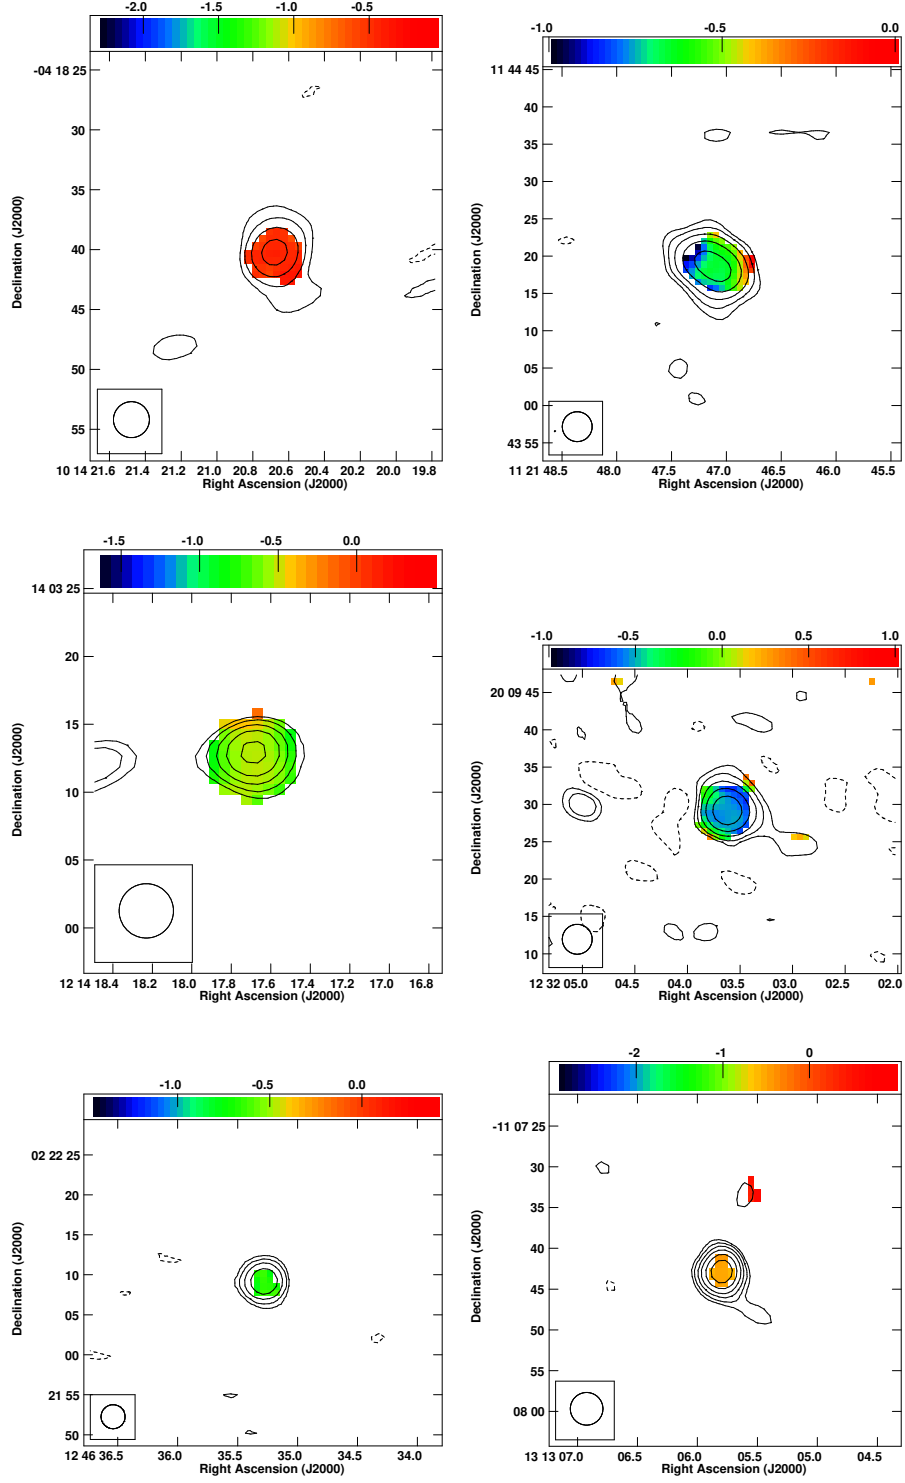 -2.0 -1.5 -1.0 -0.5
-04 18 25
30
35
40
45
50
55
Declination (J2000)
10 14 21.6 21.4 21.2 21.0 20.8 20.6 20.4 20.2 20.0 19.8
Right Ascension (J2000)
-1.0 -0.5 0.0
11 44 45
40
35
30
25
20
15
10
05
00
43 55
Declination (J2000)
11 21 48.5 48.0 47.5 47.0 46.5 46.0 45.5
Right Ascension (J2000)
-1.5 -1.0 -0.5 0.0
14 03 25
20
15
10
05
00
Declination (J2000)
12 14 18.4 18.2 18.0 17.8 17.6 17.4 17.2 17.0 16.8
Right Ascension (J2000)
-1.0 -0.5 0.0 0.5 1.0
20 09 45
40
35
30
25
20
15
10
Declination (J2000)
12 32 05.0 04.5 04.0 03.5 03.0 02.5 02.0
Right Ascension (J2000)
-1.0 -0.5 0.0
02 22 25
20
15
10
05
00
21 55
50
Declination (J2000)
12 46 36.5 36.0 35.5 35.0 34.5 34.0
Right Ascension (J2000)
-2 -1 0
-11 07 25
30
35
40
45
50
55
08 00
Declination (J2000)
13 13 07.0 06.5 06.0 05.5 05.0 04.5
Right Ascension (J2000)